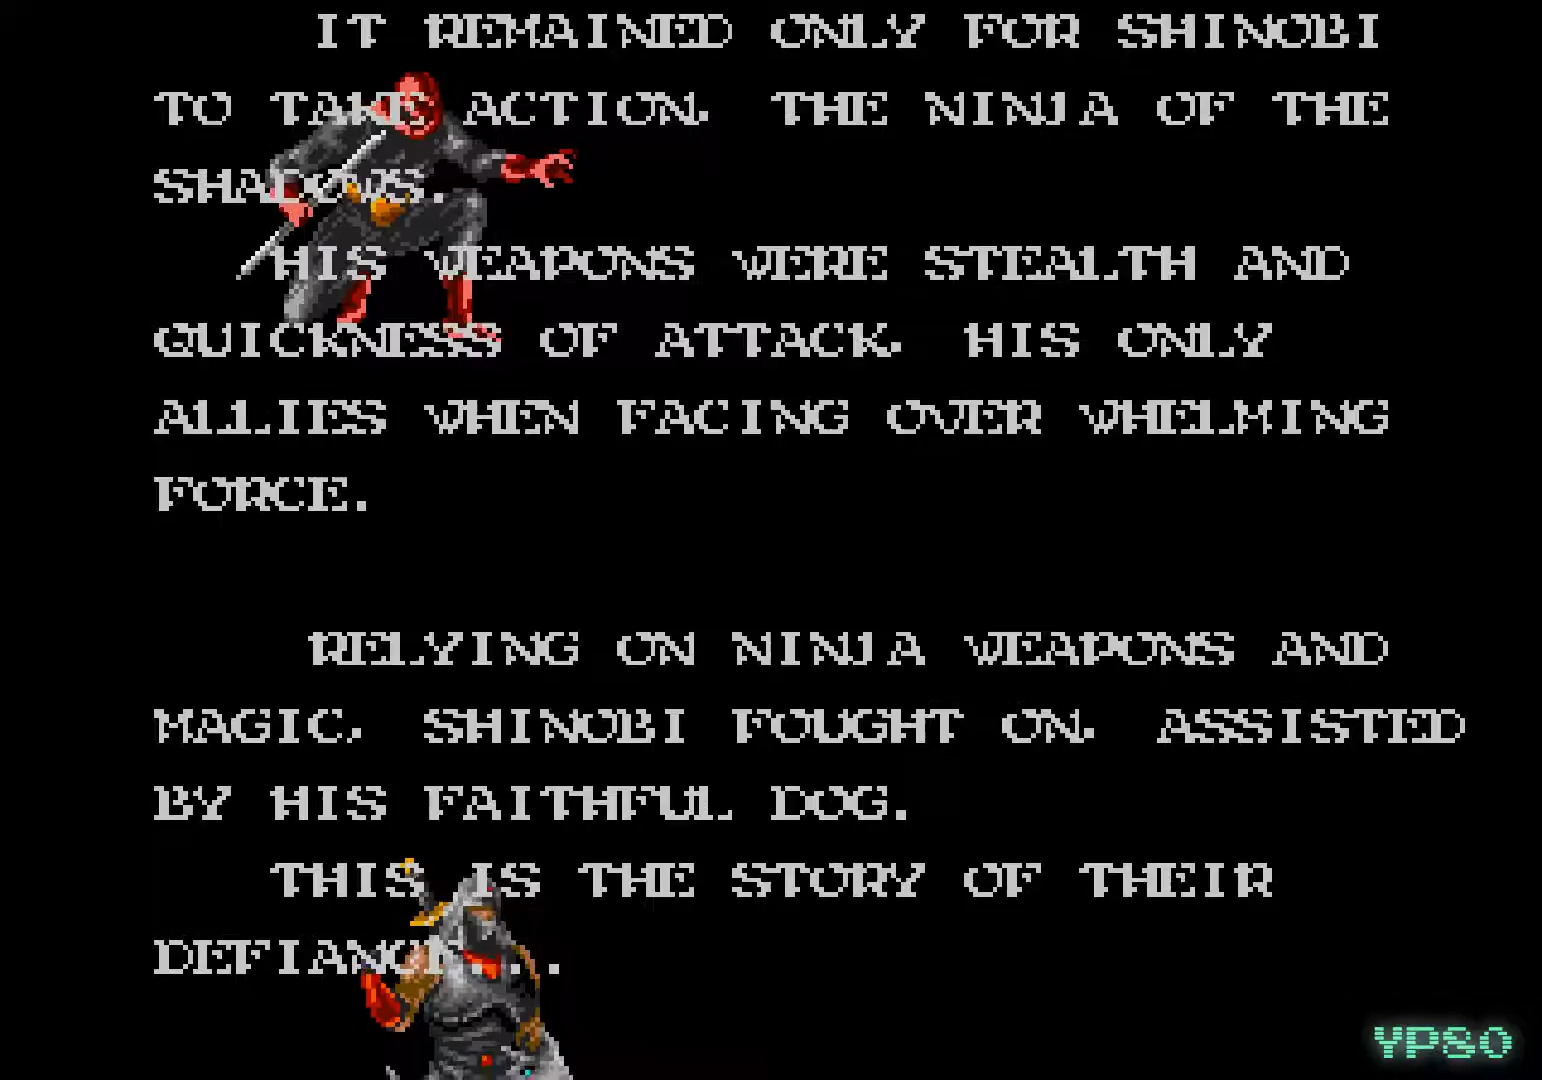 IT REMAINED ONLY FOR SHINOBI
TO TAKE ACTION. THE NINJA OF THE
SHADOWS.
HIS WEAPONS WERE STEALTH AND
QUICKNESS OF ATTACK. HIS ONLY
ALLIES WHEN FACING OVER WHELMING
FORCE.
RELYING ON NINJA WEAPONS AND
MAGIC. SHINOBI FOUGHT ON. ASSISTED
BY HIS FAITHFUL DOG.
THIS IS THE STORY OF THEIR
DEFIANCE...
YP80